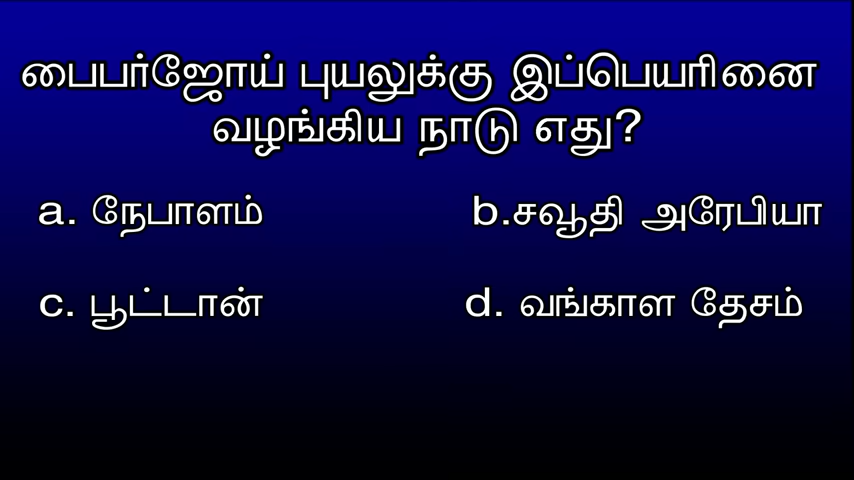 பைபர்ஜோய் புயலுக்கு இப்பெயரினை
வழங்கிய நாடு எது?
a. நேபாளம் b.சவூதி அரேபியா
c. பூட்டான் d. வங்காள தேசம்